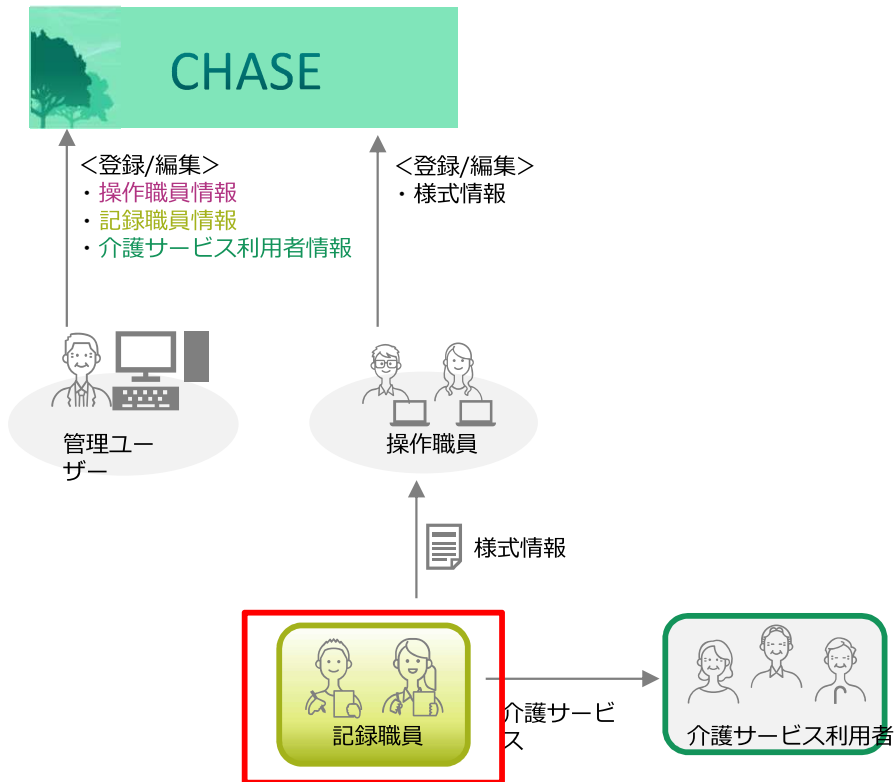 CHASE
<登録/編集>
・操作職員情報
・記録職員情報
・介護サービス利用者情報
<登録/編集>
・様式情報
管理ユー
ザー
操作職員
様式情報
記録職員
介護サービ
ス
介護サービス利用者